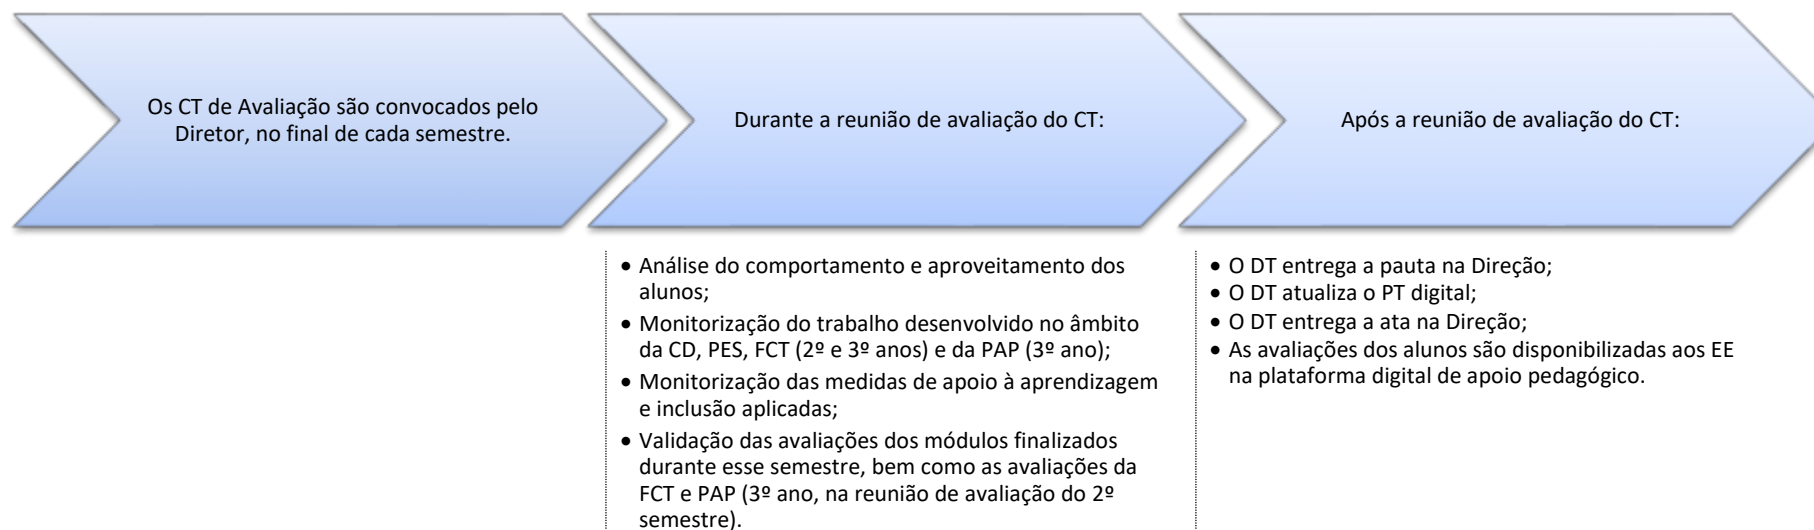 Os CT de Avaliação são convocados pelo
Diretor, no final de cada semestre.
Durante a reunião de avaliação do CT:
• Análise do comportamento e aproveitamento dos
alunos;
• Monitorização do trabalho desenvolvido no âmbito
da CD, PES, FCT (2º e 3º anos) e da PAP (3º ano);
• Monitorização das medidas de apoio à aprendizagem
e inclusão aplicadas;
• Validação das avaliações dos módulos finalizados
durante esse semestre, bem como as avaliações da
FCT e PAP (3º ano, na reunião de avaliação do 2º
semestre).
Após a reunião de avaliação do CT:
• O DT entrega a pauta na Direção;
• O DT atualiza o PT digital;
• O DT entrega a ata na Direção;
• As avaliações dos alunos são disponibilizadas aos EE
na plataforma digital de apoio pedagógico.